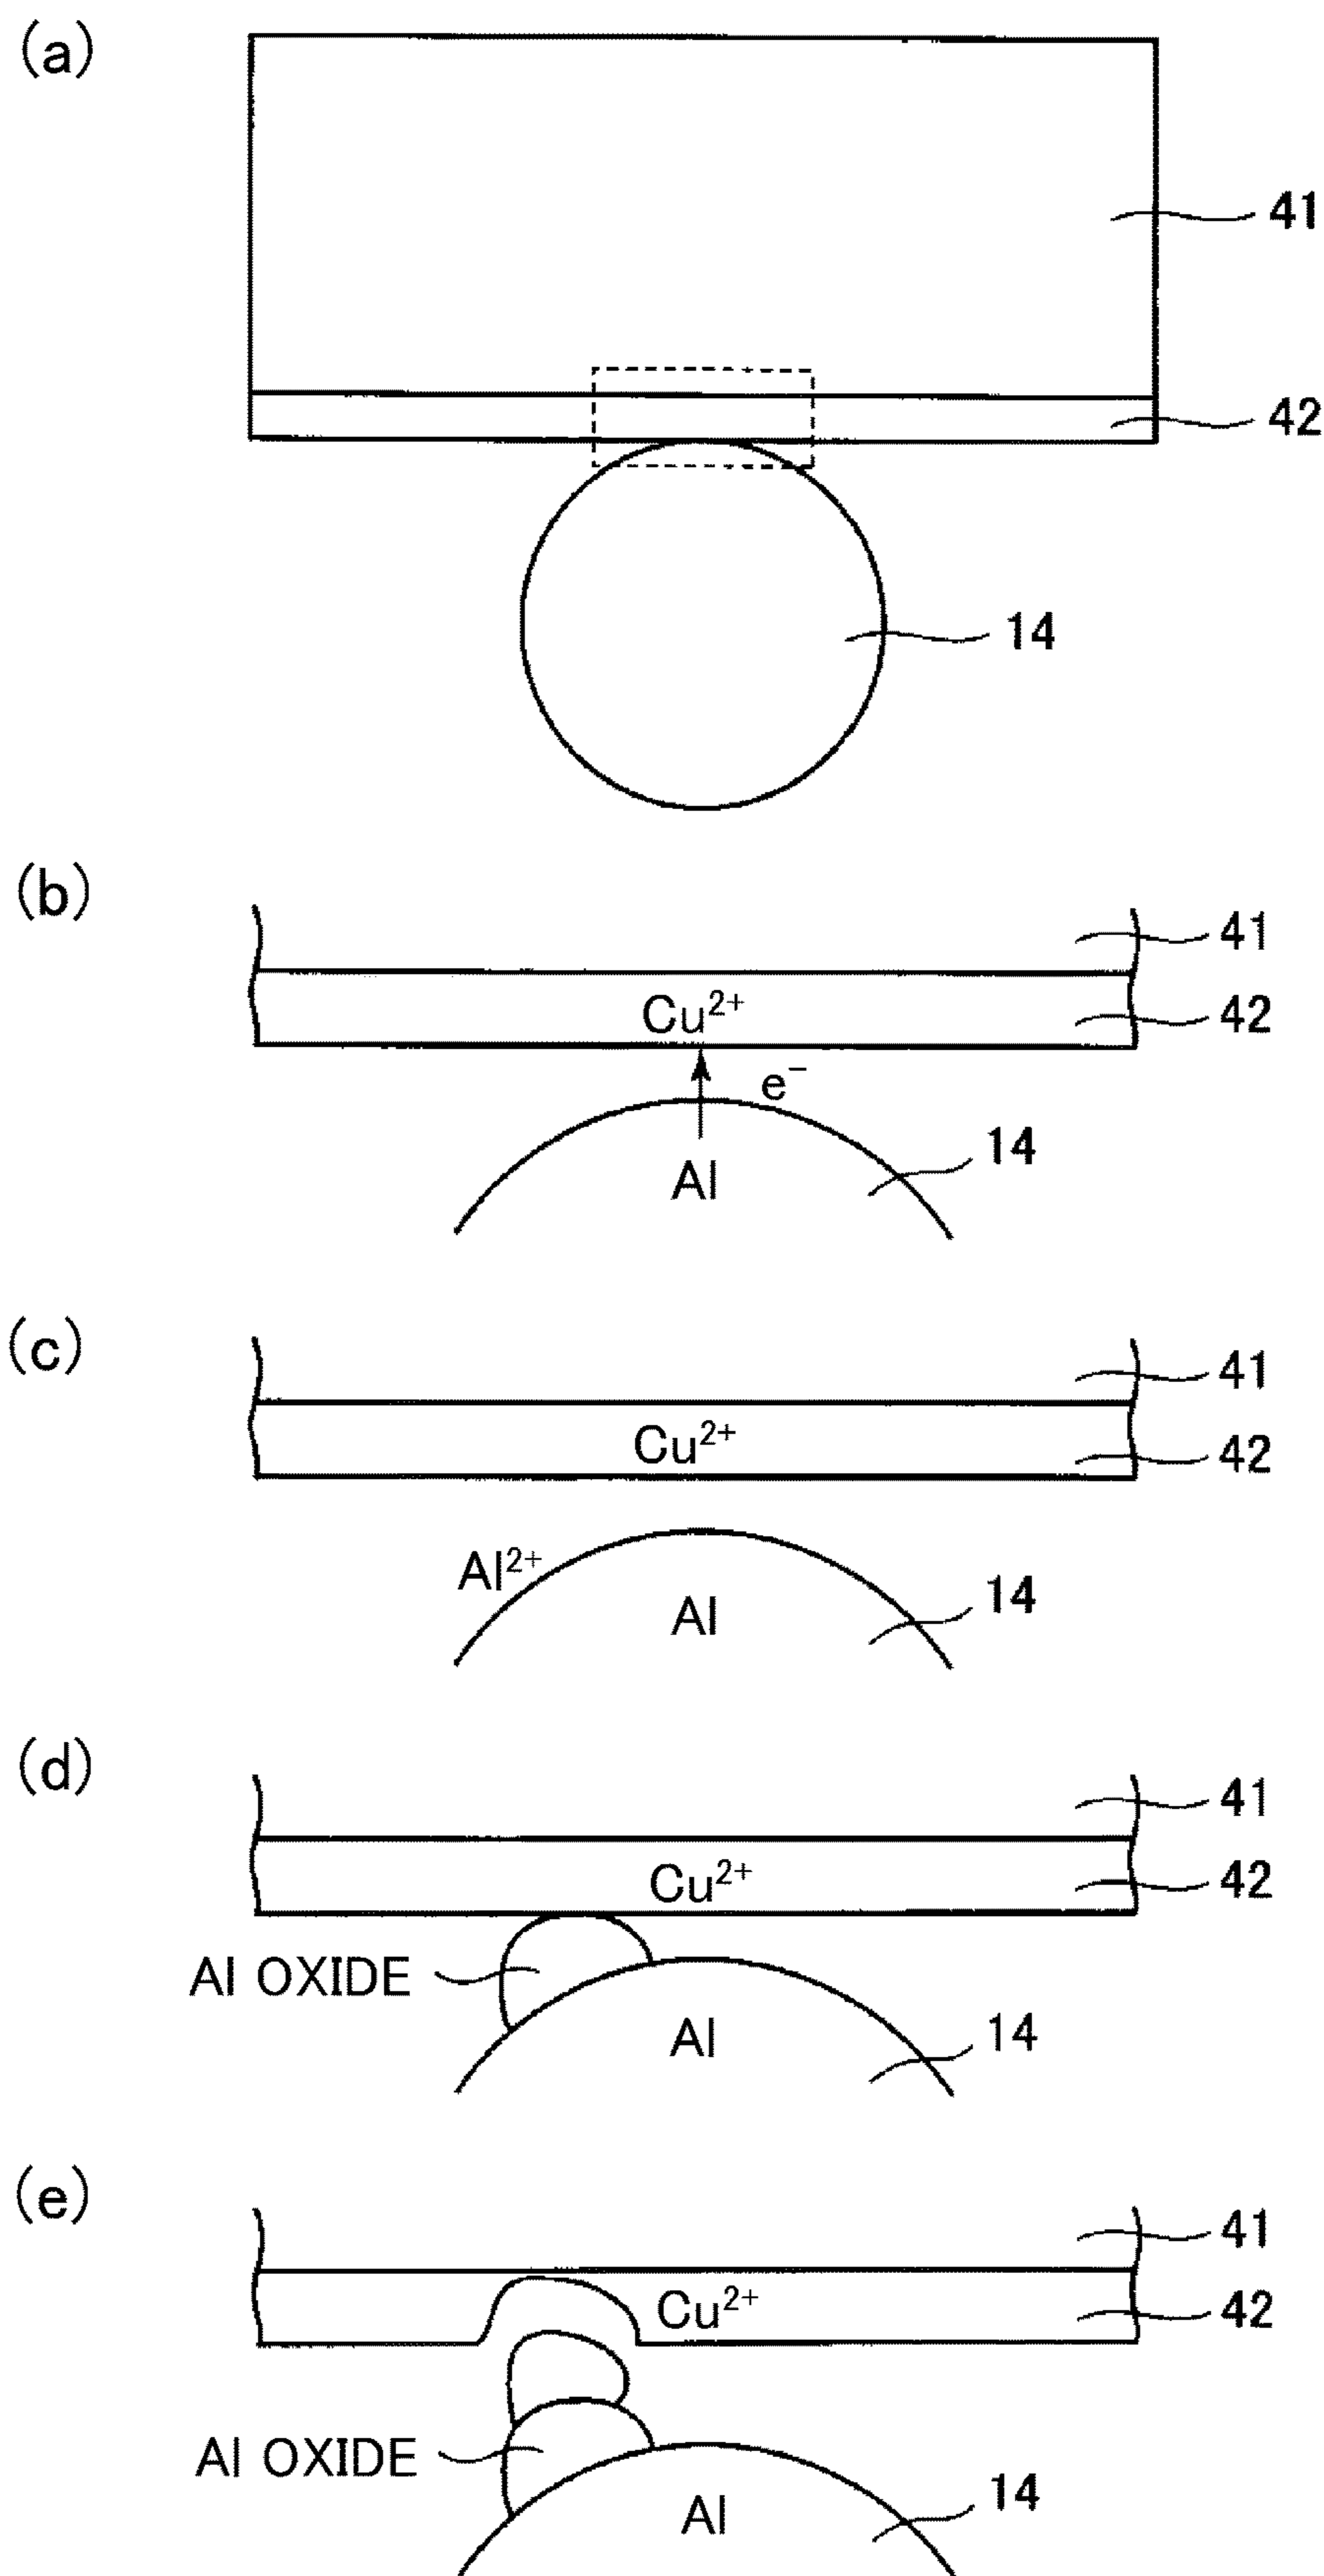 (a)
41
42
14
(b)
41
Cu²⁺ 42
e⁻
Al 14
(c)
41
Cu²⁺ 42
Al²⁺
Al 14
(d)
41
Cu²⁺ 42
Al OXIDE
Al 14
(e)
41
Cu²⁺ 42
Al OXIDE
Al 14